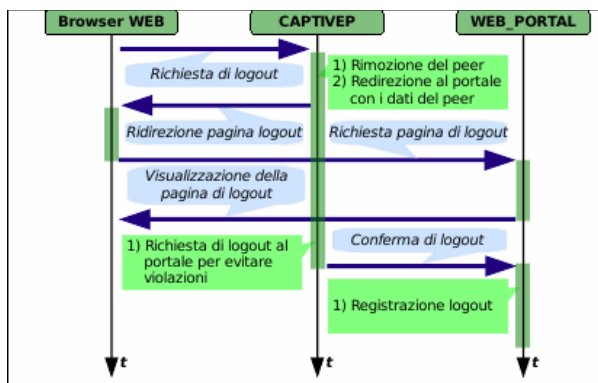 Browser WEB
CAPTIVEP
WEB_PORTAL
Richiesta di logout
1) Rimozione del peer
2) Redirezione al portale
con i dati del peer
Ridirezione pagina logout
Richiesta pagina di logout
Visualizzazione della
pagina di logout
1) Richiesta di logout al
portale per evitare
violazioni
Conferma di logout
1) Registrazione logout
t
t
t